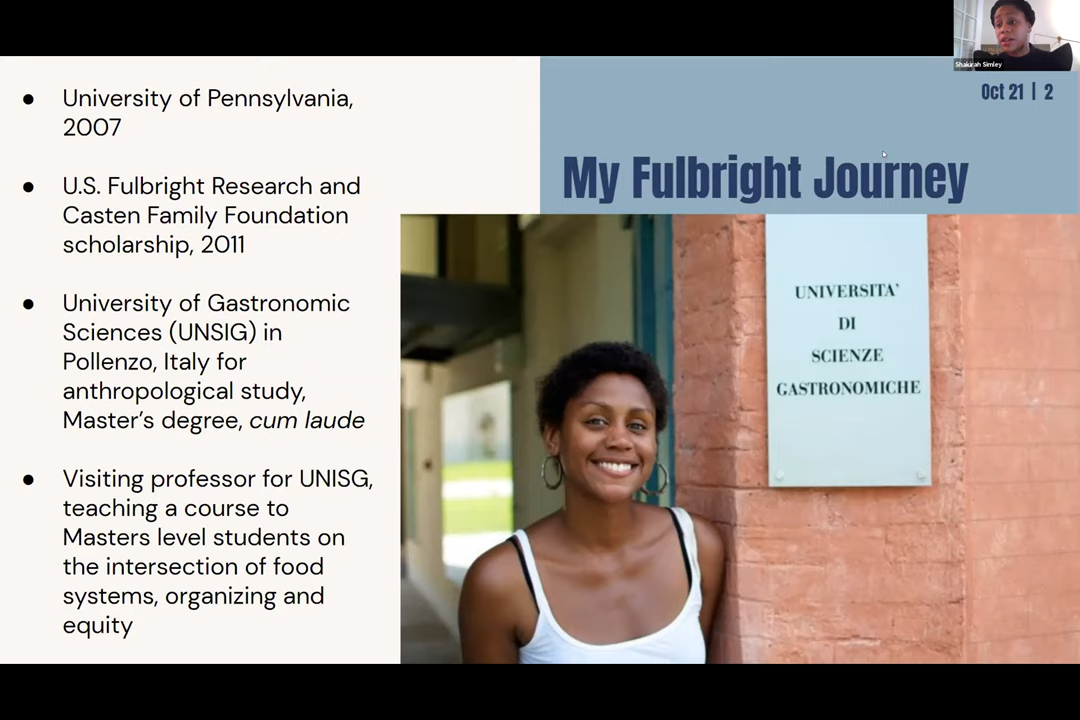 Shakirah Simley
Oct 21 | 2
My Fulbright Journey
● University of Pennsylvania,
2007
● U.S. Fulbright Research and
Casten Family Foundation
scholarship, 2011
● University of Gastronomic
Sciences (UNSIG) in
Pollenzo, Italy for
anthropological study,
Master's degree, cum laude
● Visiting professor for UNISG,
teaching a course to
Masters level students on
the intersection of food
systems, organizing and
equity
UNIVERSITA'
DI
SCIENZE
GASTRONOMICHE